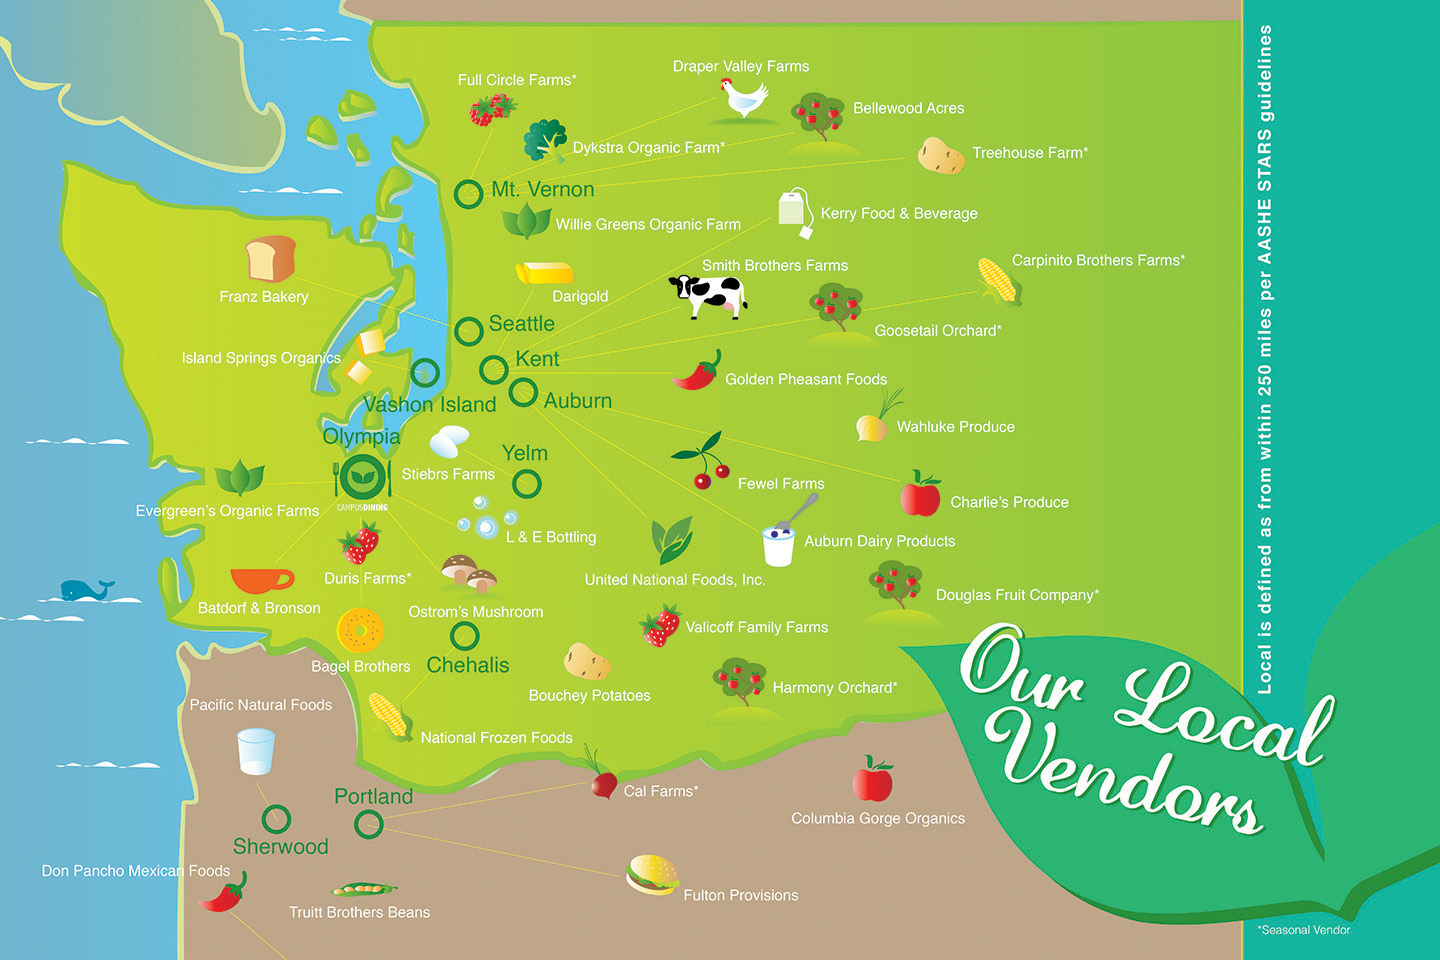 Draper Valley Farms
Full Circle Farms*
Bellewood Acres
Dykstra Organic Farm*
Treehouse Farm*
Mt. Vernon
Kerry Food & Beverage
Willie Greens Organic Farm
Carpinito Brothers Farms*
Smith Brothers Farms
Franz Bakery
Darigold
Seattle
Goosetail Orchard*
Island Springs Organics
Kent
Golden Pheasant Foods
Vashon Island
Auburn
Wahluke Produce
Olympia
Yelm
Stiebrs Farms
Fewel Farms
Charlie's Produce
CAMPUSDINING
Evergreen's Organic Farms
L & E Bottling
Auburn Dairy Products
Duris Farms*
United National Foods, Inc.
Douglas Fruit Company*
Batdorf & Bronson
Ostrom's Mushroom
Valicoff Family Farms
Bagel Brothers
Chehalis
Harmony Orchard*
Bouchey Potatoes
Pacific Natural Foods
National Frozen Foods
Portland
Cal Farms*
Columbia Gorge Organics
Sherwood
Don Pancho Mexican Foods
Fulton Provisions
Truitt Brothers Beans
Our Local
Vendors
Local is defined as from within 250 miles per AASHE STARS guidelines
*Seasonal Vendor